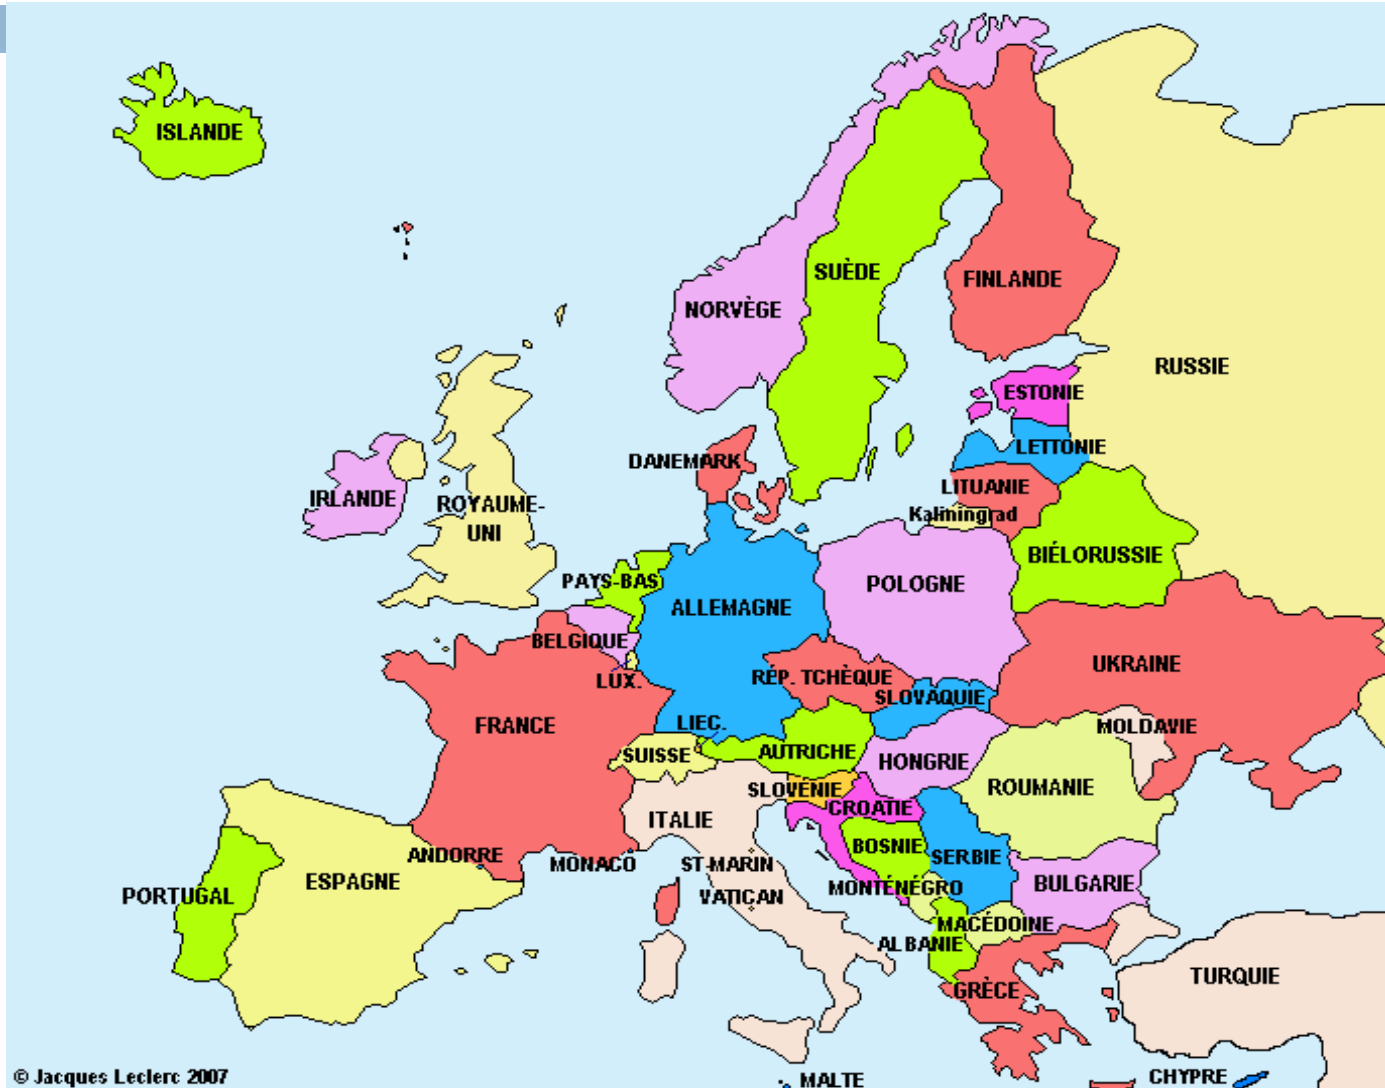 ISLANDE
SUÈDE
FINLANDE
NORVÈGE
RUSSIE
ESTONIE
LETTONIE
DANEMARK
LITUANIE
IRLANDE
ROYAUME-
UNI
Kaliningrad
BIÉLORUSSIE
PAYS-BAS
POLOGNE
ALLEMAGNE
BELGIQUE
UKRAINE
LUX.
RÉP. TCHÈQUE
SLOVAQUIE
FRANCE
LIEC.
MOLDAVIE
SUISSE
AUTRICHE
HONGRIE
SLOVÉNIE
ROUMANIE
CROATIE
ITALIE
BOSNIE
SERBIE
ANDORRE
MONACO
ST-MARIN
ESPAGNE
MONTÉNÉGRO
BULGARIE
PORTUGAL
VATICAN
MACÉDOINE
ALBANIE
TURQUIE
GRÈCE
© Jacques Leclerc 2007
MALTE
CHYPRE